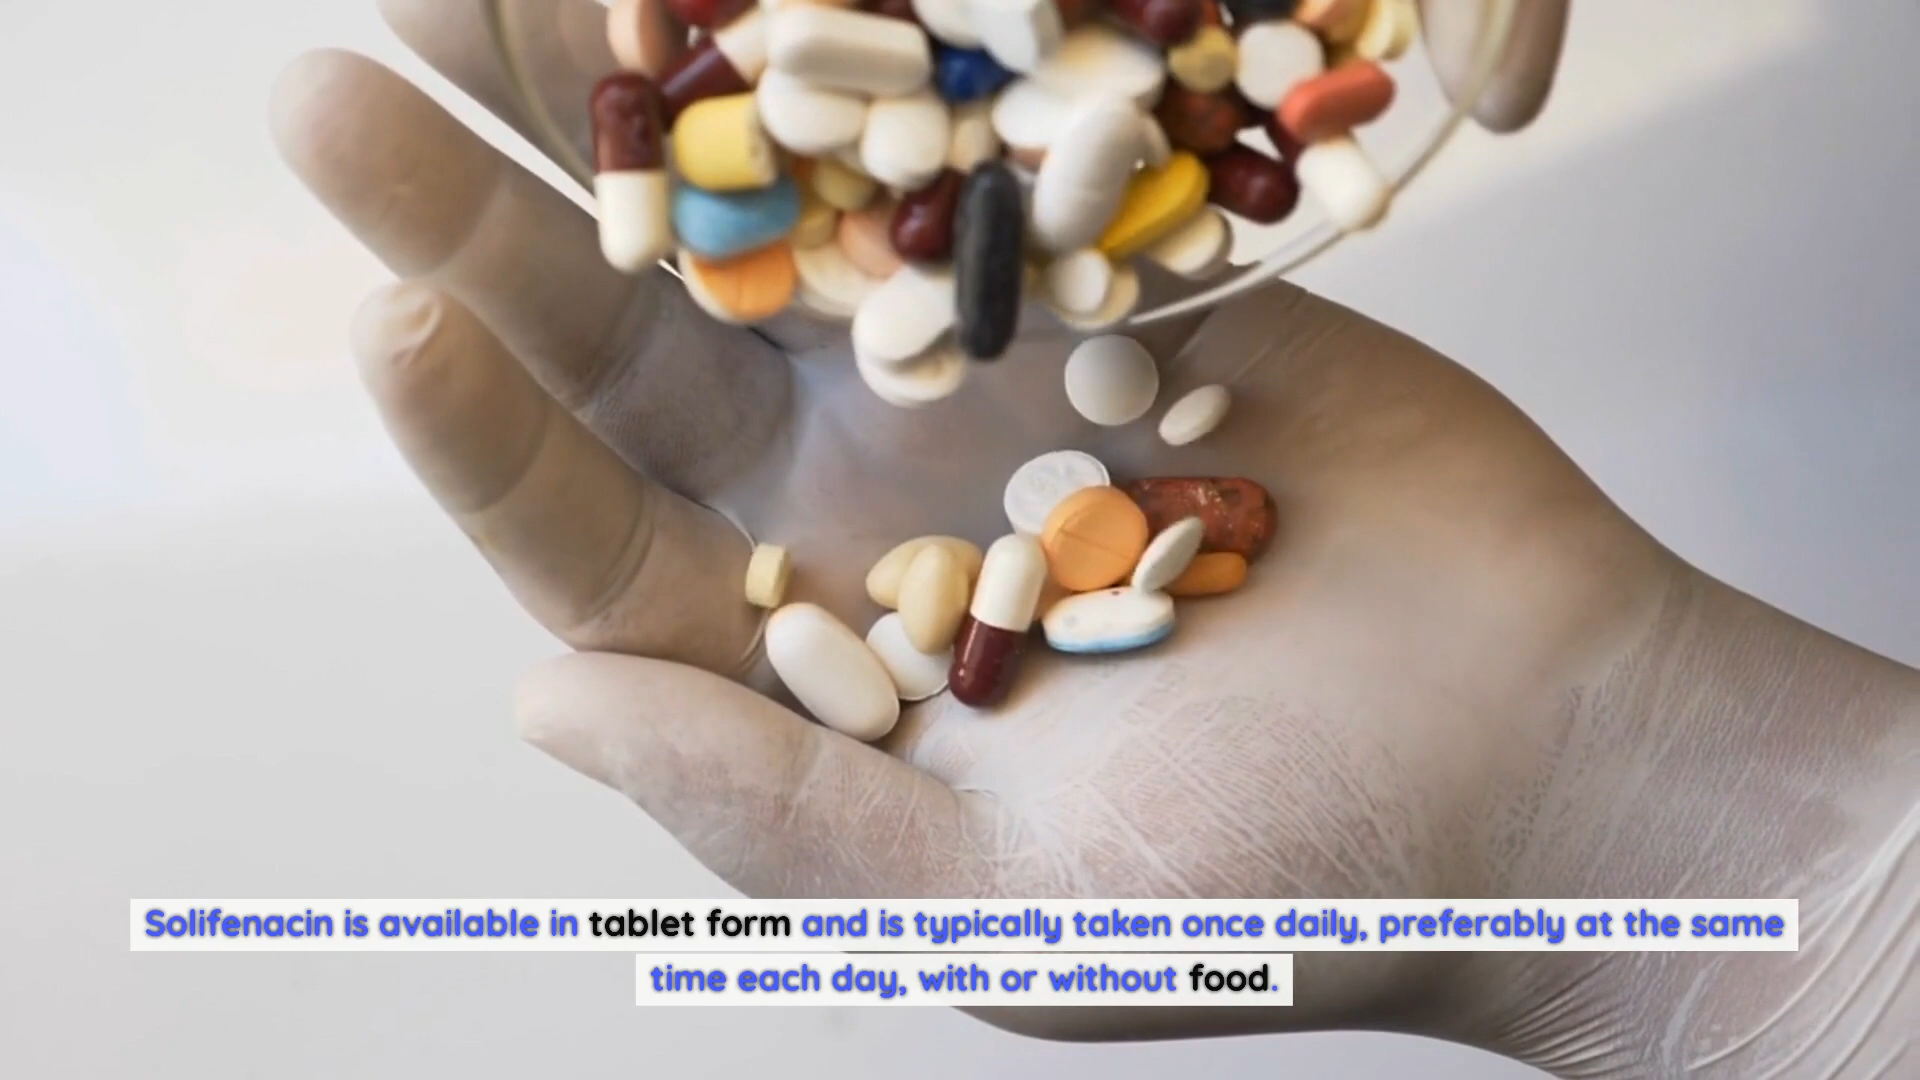 Solifenacin is available in tablet form and is typically taken once daily, preferably at the same
time each day, with or without food.